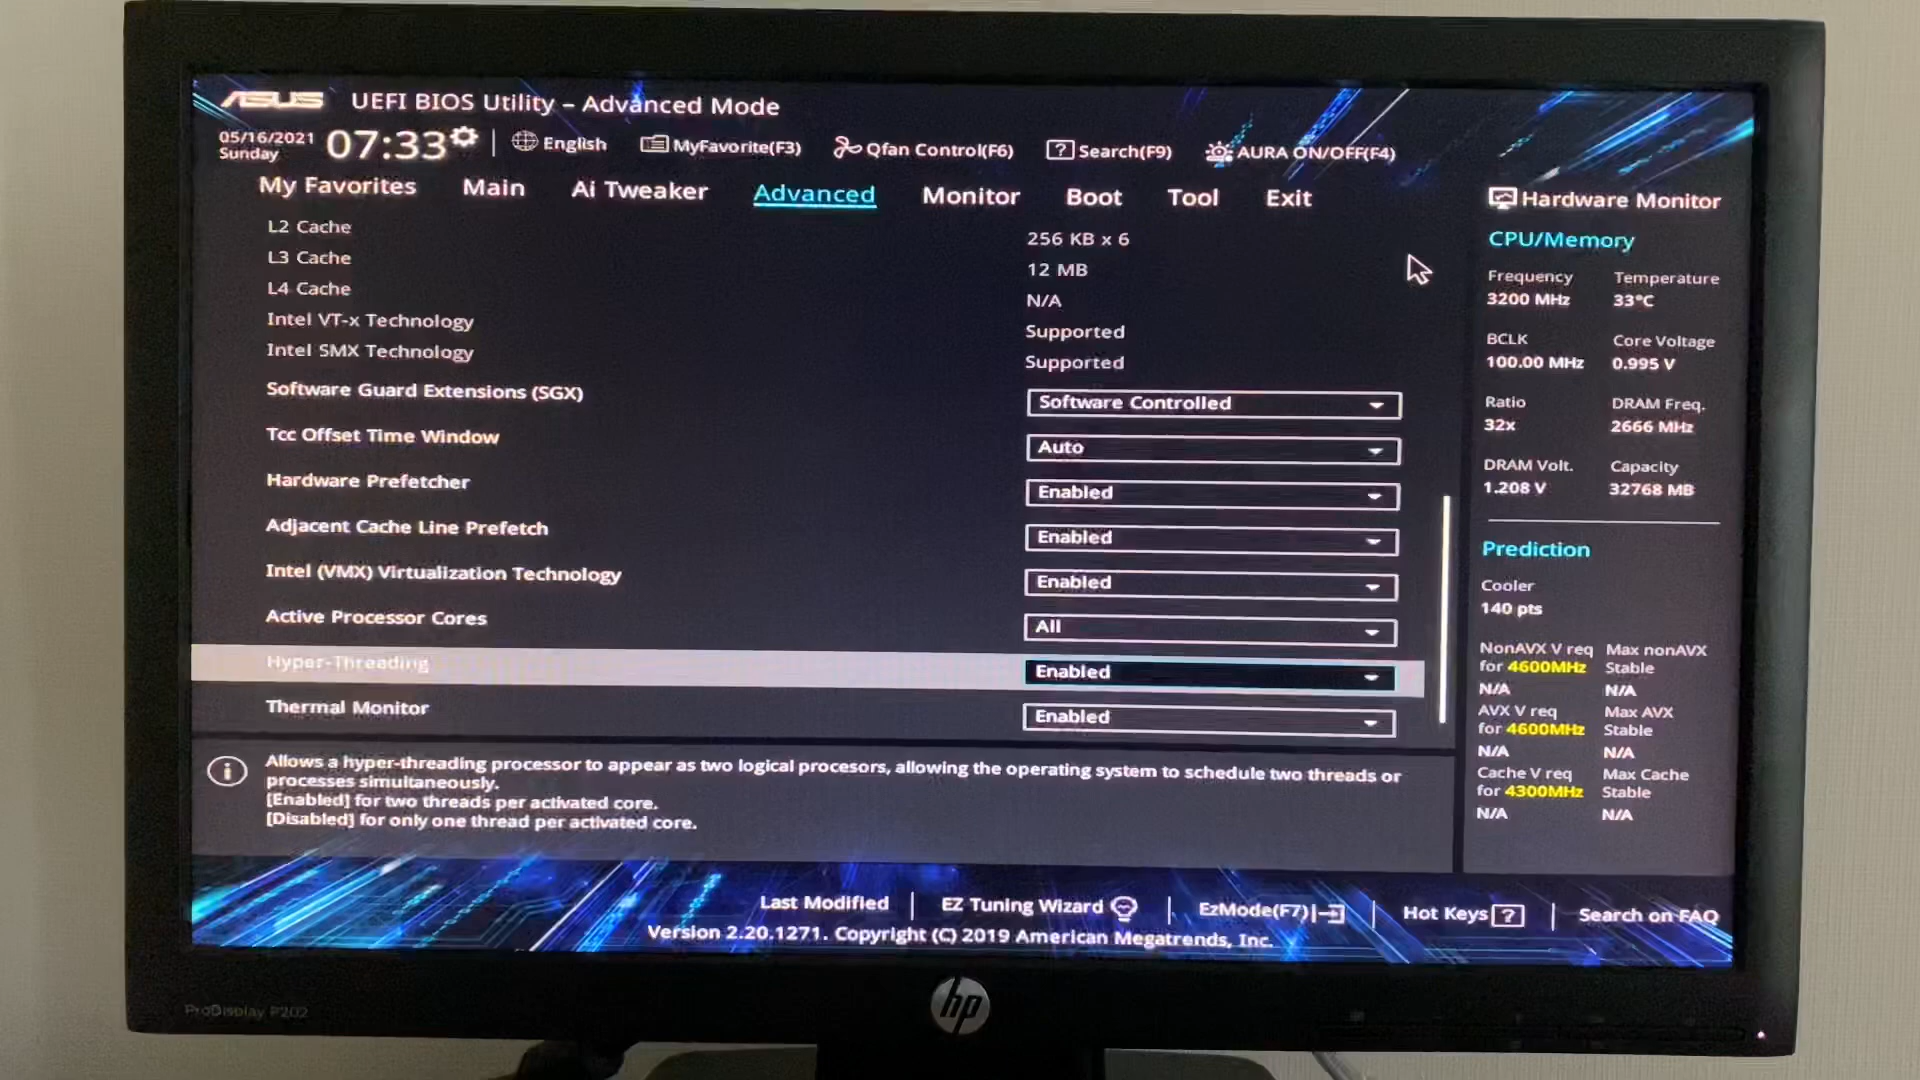 ASUS UEFI BIOS Utility – Advanced Mode
05/16/2021
Sunday
07:33
English
MyFavorite(F3)
Qfan Control(F6)
? Search(F9)
AURA ON/OFF(F4)
My Favorites Main Ai Tweaker Advanced Monitor Boot Tool Exit
L2 Cache 256 KB x 6
L3 Cache 12 MB
L4 Cache N/A
Intel VT-x Technology Supported
Intel SMX Technology Supported
Software Guard Extensions (SGX) Software Controlled
Tcc Offset Time Window Auto
Hardware Prefetcher Enabled
Adjacent Cache Line Prefetch Enabled
Intel (VMX) Virtualization Technology Enabled
Active Processor Cores All
Hyper-Threading Enabled
Thermal Monitor Enabled
Allows a hyper-threading processor to appear as two logical procesors, allowing the operating system to schedule two threads or
processes simultaneously.
[Enabled] for two threads per activated core.
[Disabled] for only one thread per activated core.
Hardware Monitor
CPU/Memory
Frequency Temperature
3200 MHz 33°C
BCLK Core Voltage
100.00 MHz 0.995 V
Ratio DRAM Freq.
32x 2666 MHz
DRAM Volt. Capacity
1.208 V 32768 MB
Prediction
Cooler
140 pts
NonAVX V req Max nonAVX
for 4600MHz Stable
N/A N/A
AVX V req Max AVX
for 4600MHz Stable
N/A N/A
Cache V req Max Cache
for 4300MHz Stable
N/A N/A
Last Modified EZ Tuning Wizard EzMode(F7) Hot Keys ? Search on FAQ
Version 2.20.1271. Copyright (C) 2019 American Megatrends, Inc.
ProDisplay P202
hp